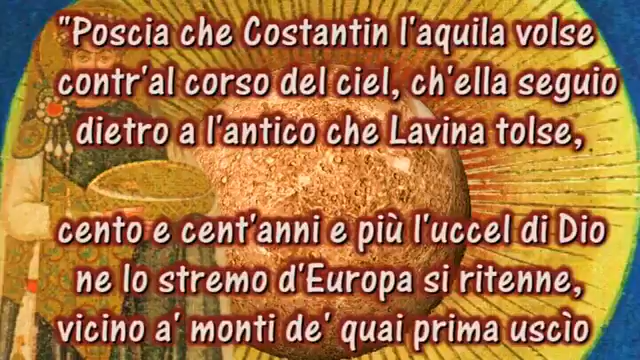 "Poscia che Costantin l'aquila volse
contr'al corso del ciel, ch'ella seguio
dietro a l'antico che Lavina tolse,
cento e cent'anni e più l'uccel di Dio
ne lo stremo d'Europa si ritenne,
vicino a' monti de' quai prima uscìo